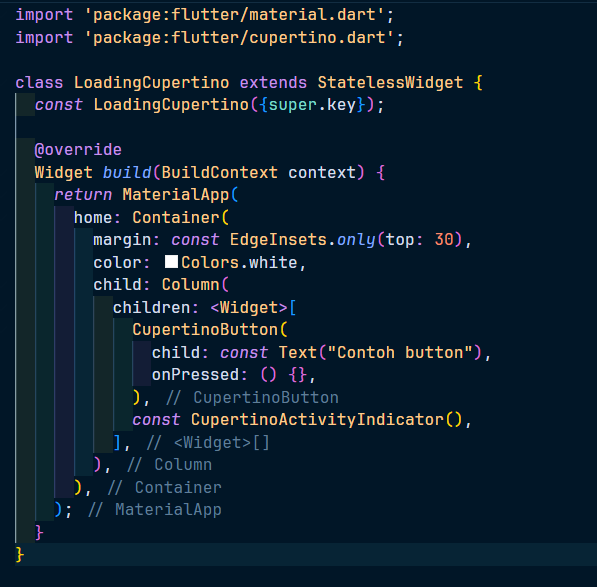 import 'package:flutter/material.dart';
import 'package:flutter/cupertino.dart';
class LoadingCupertino extends StatelessWidget {
const LoadingCupertino({super.key});
@override
Widget build(BuildContext context) {
return MaterialApp(
home: Container(
margin: const EdgeInsets.only(top: 30),
color: Colors.white,
child: Column(
children: <Widget>[
CupertinoButton(
child: const Text("Contoh button"),
onPressed: () {},
), // CupertinoButton
const CupertinoActivityIndicator(),
], // <Widget>[]
), // Column
), // Container
); // MaterialApp
}
}